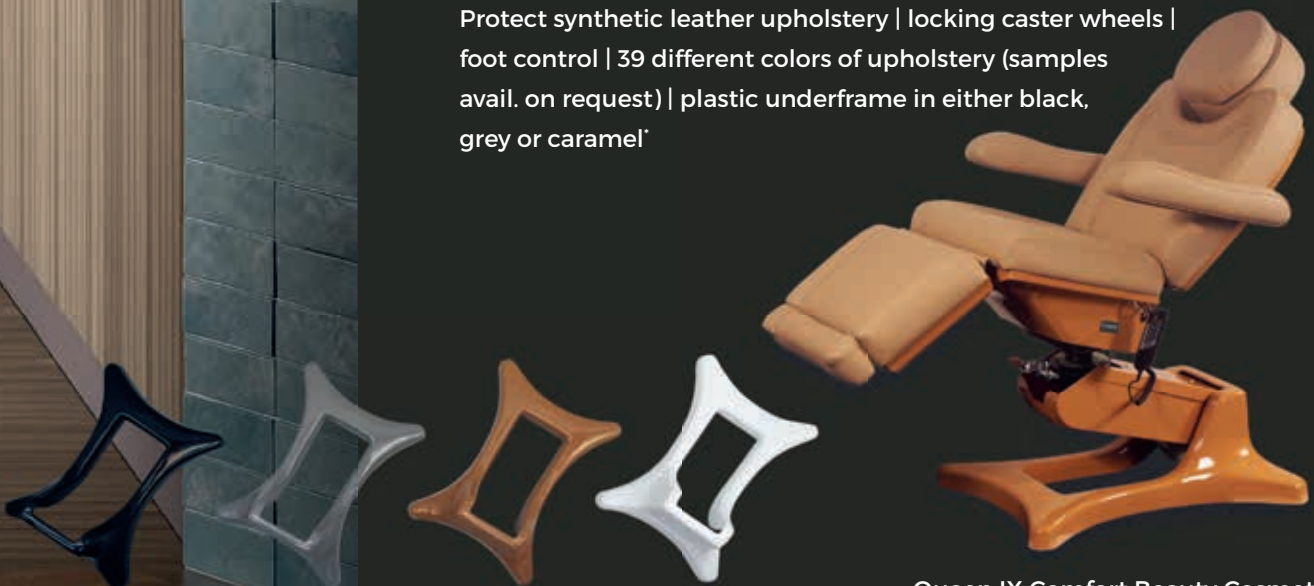 Protect synthetic leather upholstery | locking caster wheels |
foot control | 39 different colors of upholstery (samples
avail. on request) | plastic underframe in either black,
grey or caramel*